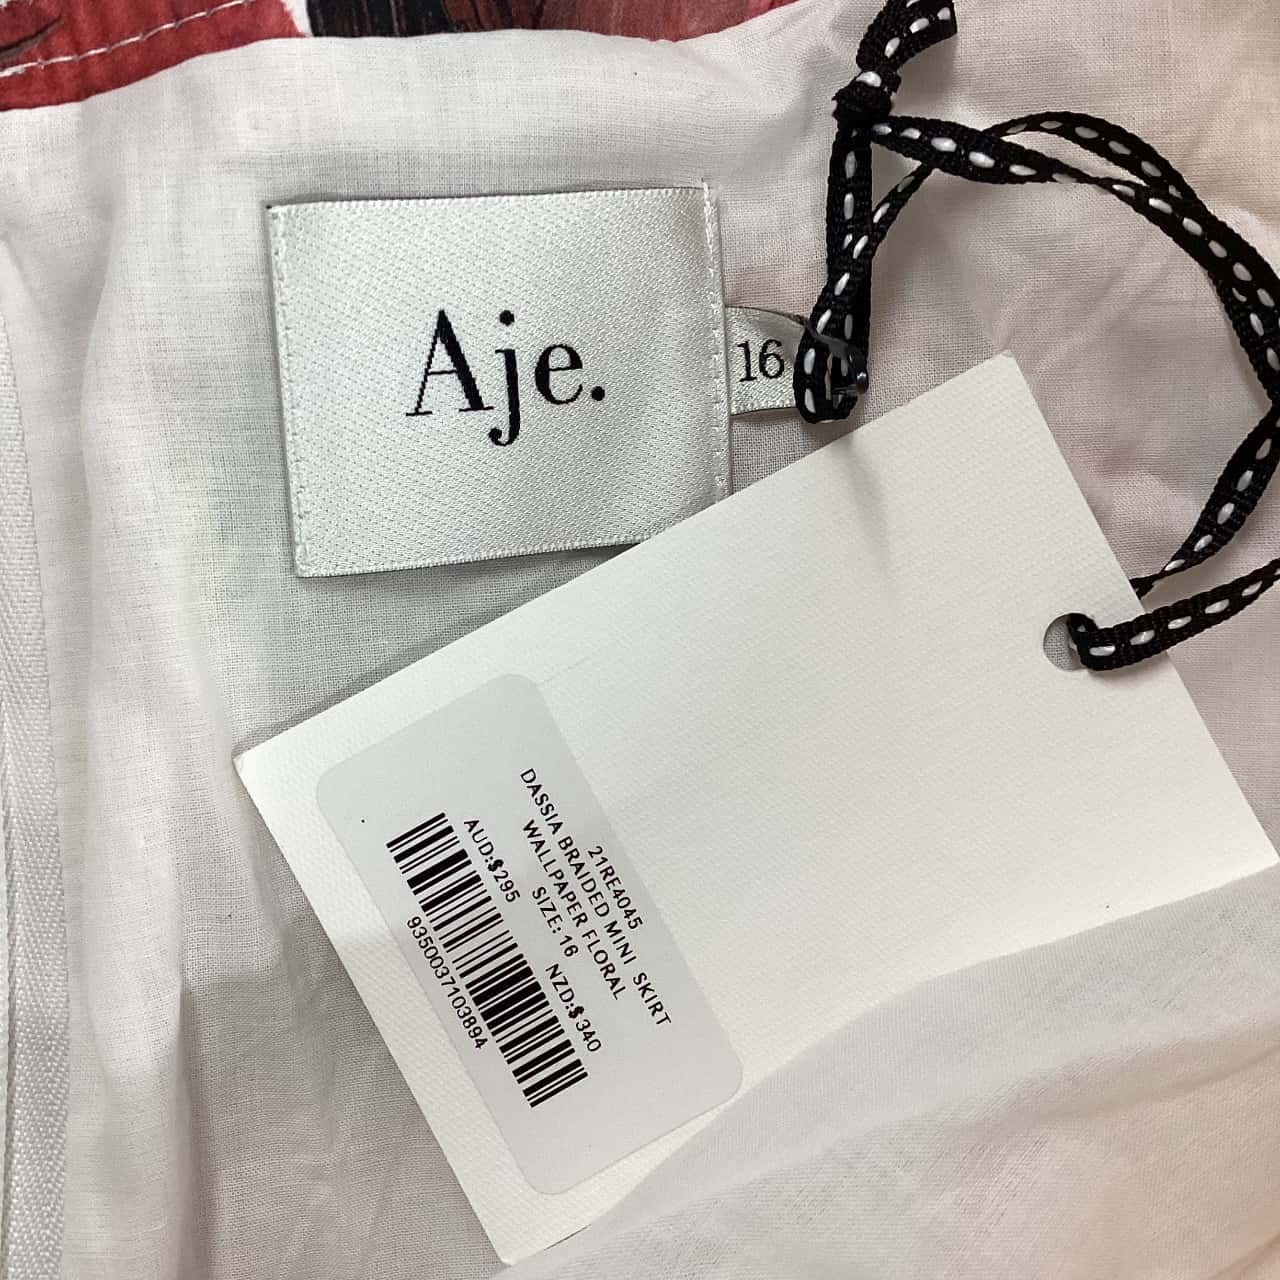 Aje.
16
21RE4045
DASSIA BRAIDED MINI SKIRT
WALLPAPER FLORAL
SIZE: 16
AUD:$295 NZD:$340
9350037103894